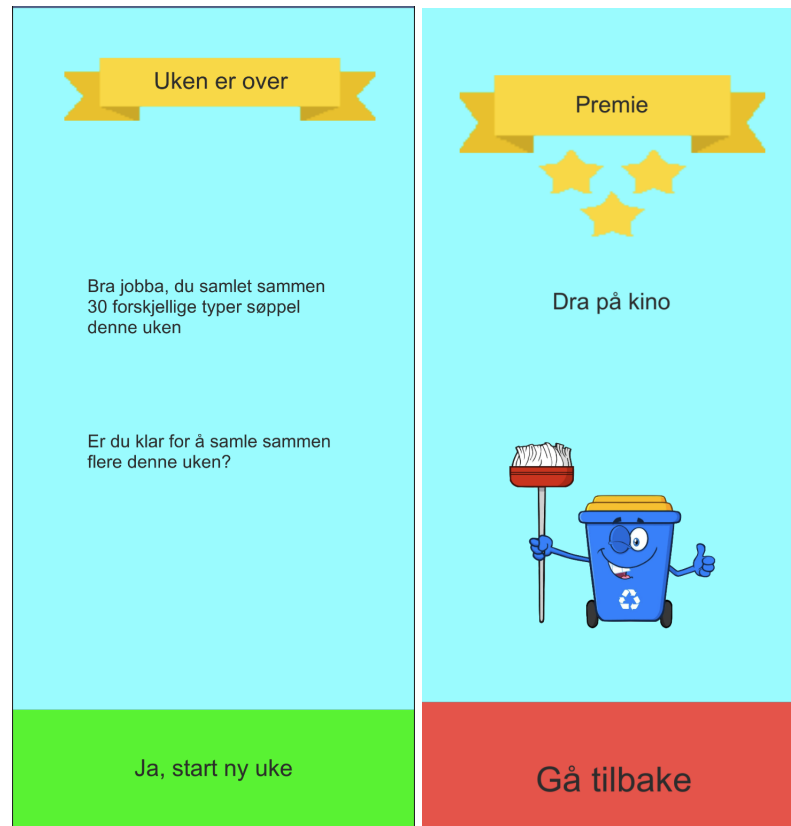 Uken er over
Bra jobba, du samlet sammen
30 forskjellige typer søppel
denne uken
Er du klar for å samle sammen
flere denne uken?
Ja, start ny uke
Premie
Dra på kino
Gå tilbake